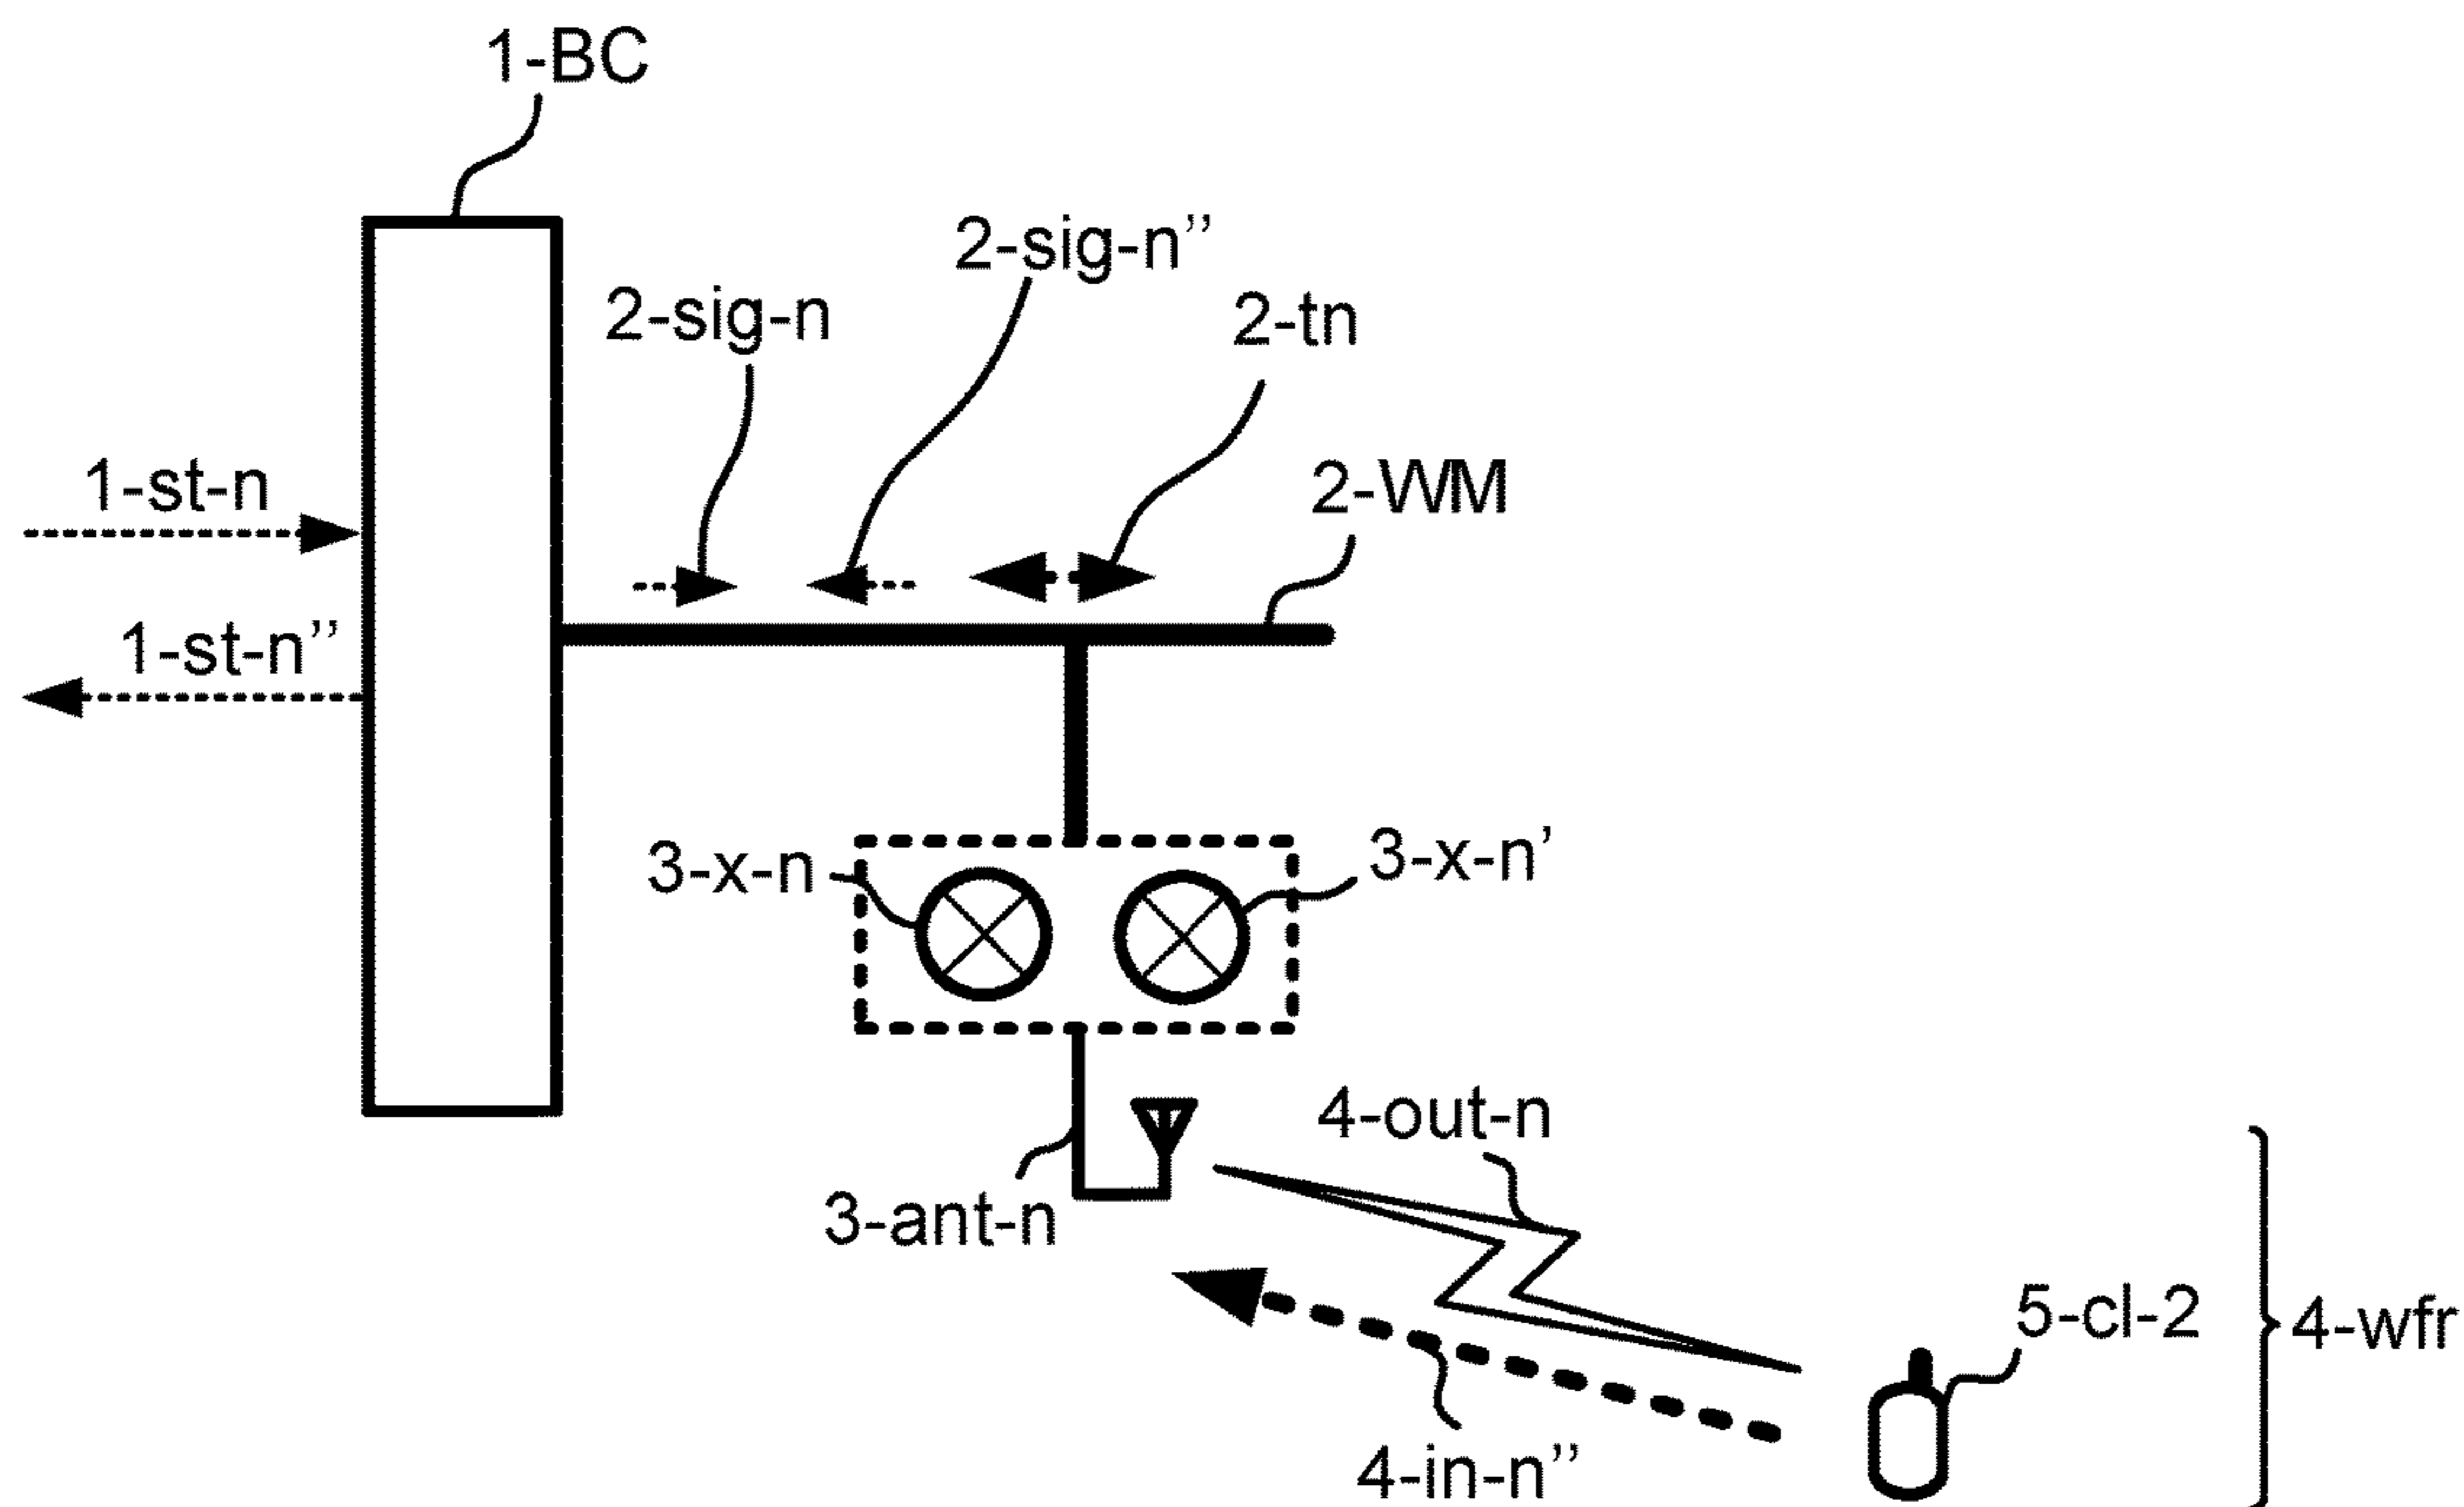 1-BC
2-sig-n’’
2-sig-n
2-tn
1-st-n
2-WM
1-st-n’’
3-x-n
3-x-n’
4-out-n
3-ant-n
5-cl-2
4-wfr
4-in-n’’